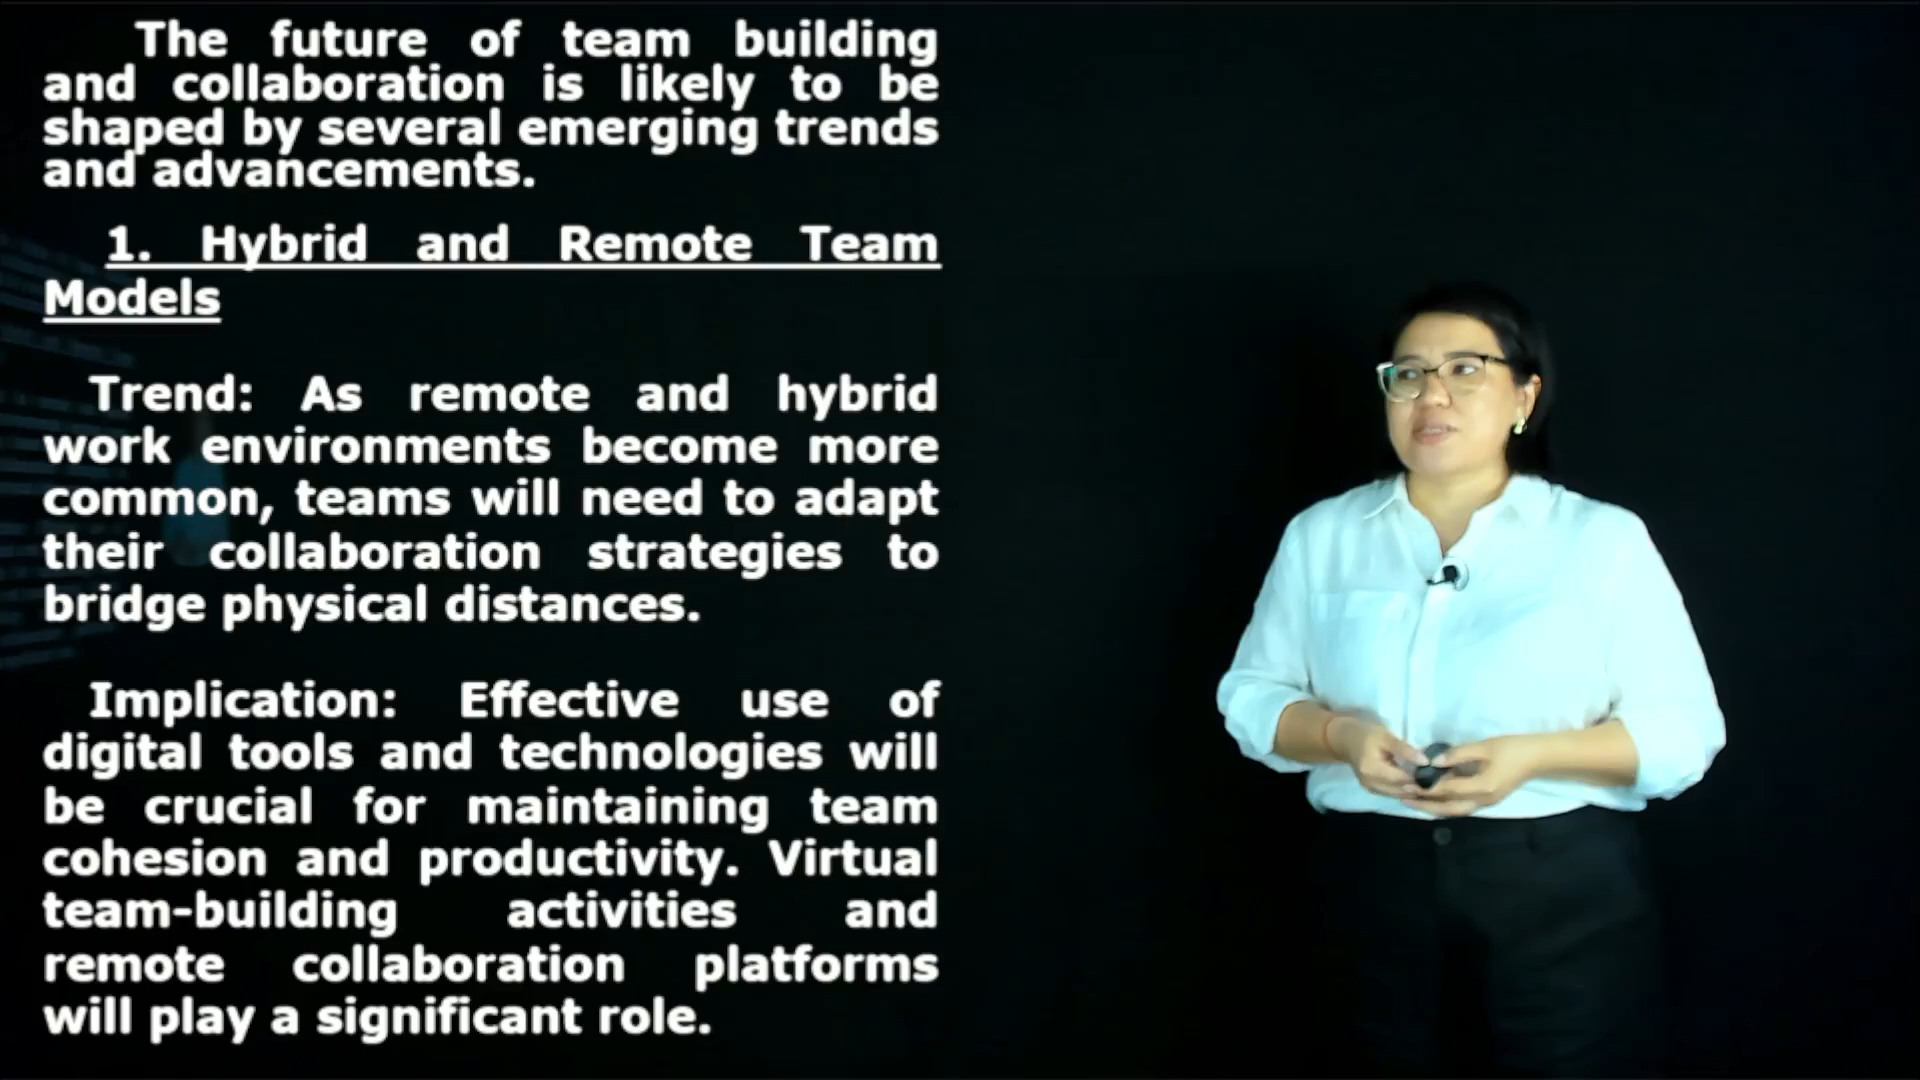 The future of team building
and collaboration is likely to be
shaped by several emerging trends
and advancements.
1. Hybrid and Remote Team
Models
Trend: As remote and hybrid
work environments become more
common, teams will need to adapt
their collaboration strategies to
bridge physical distances.
Implication: Effective use of
digital tools and technologies will
be crucial for maintaining team
cohesion and productivity. Virtual
team-building activities and
remote collaboration platforms
will play a significant role.